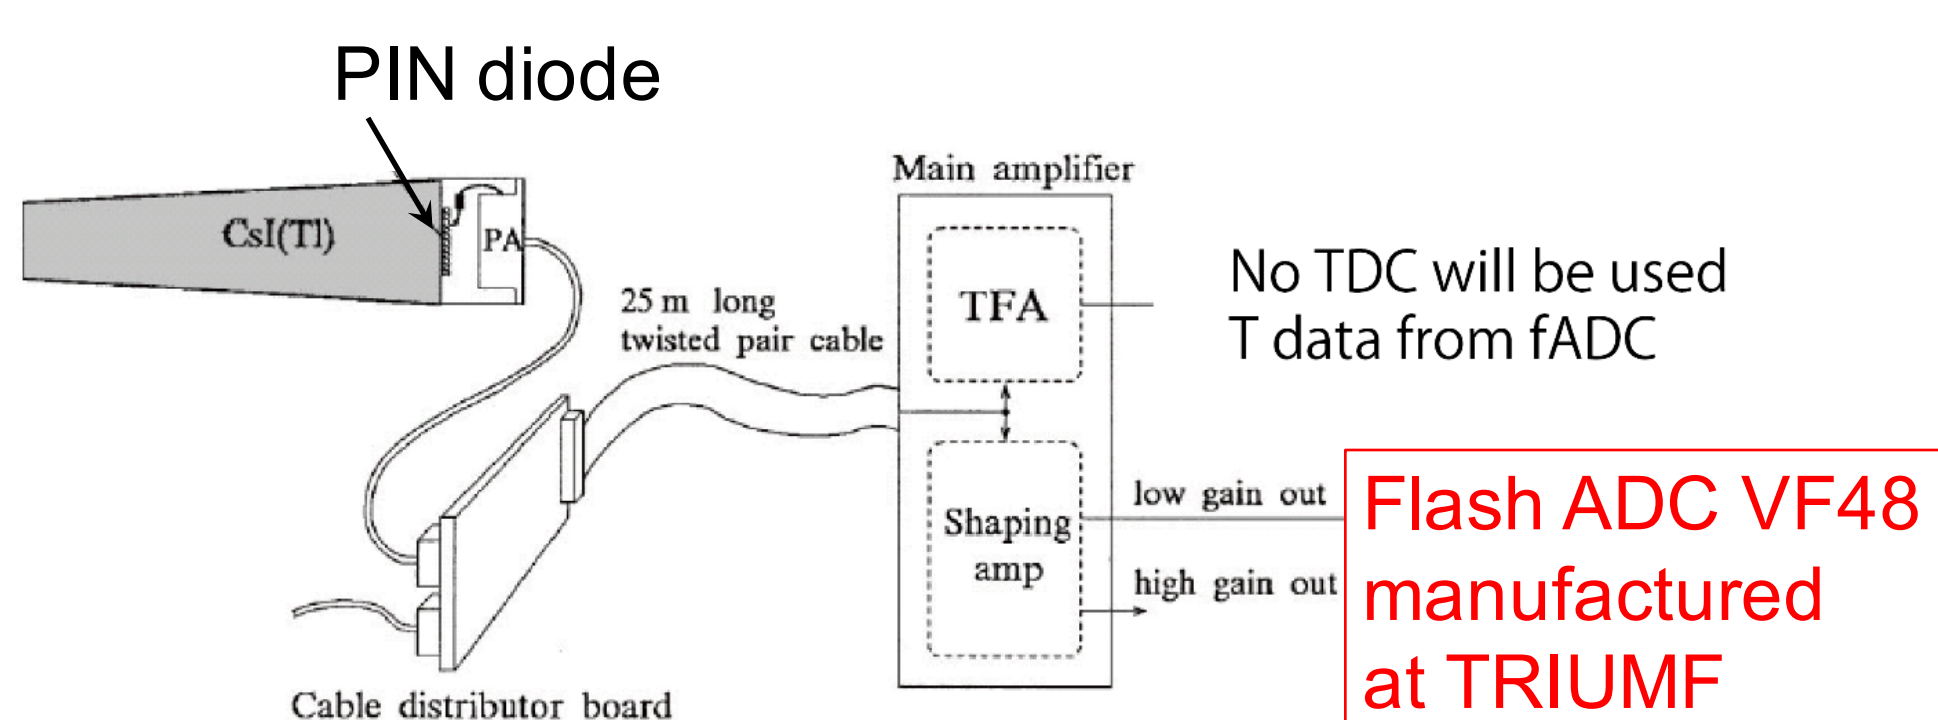 PIN diode
CsI(Tl)
PA
25 m long
twisted pair cable
Cable distributor board
Main amplifier
TFA
Shaping
amp
No TDC will be used
T data from fADC
low gain out
high gain out
Flash ADC VF48
manufactured
at TRIUMF